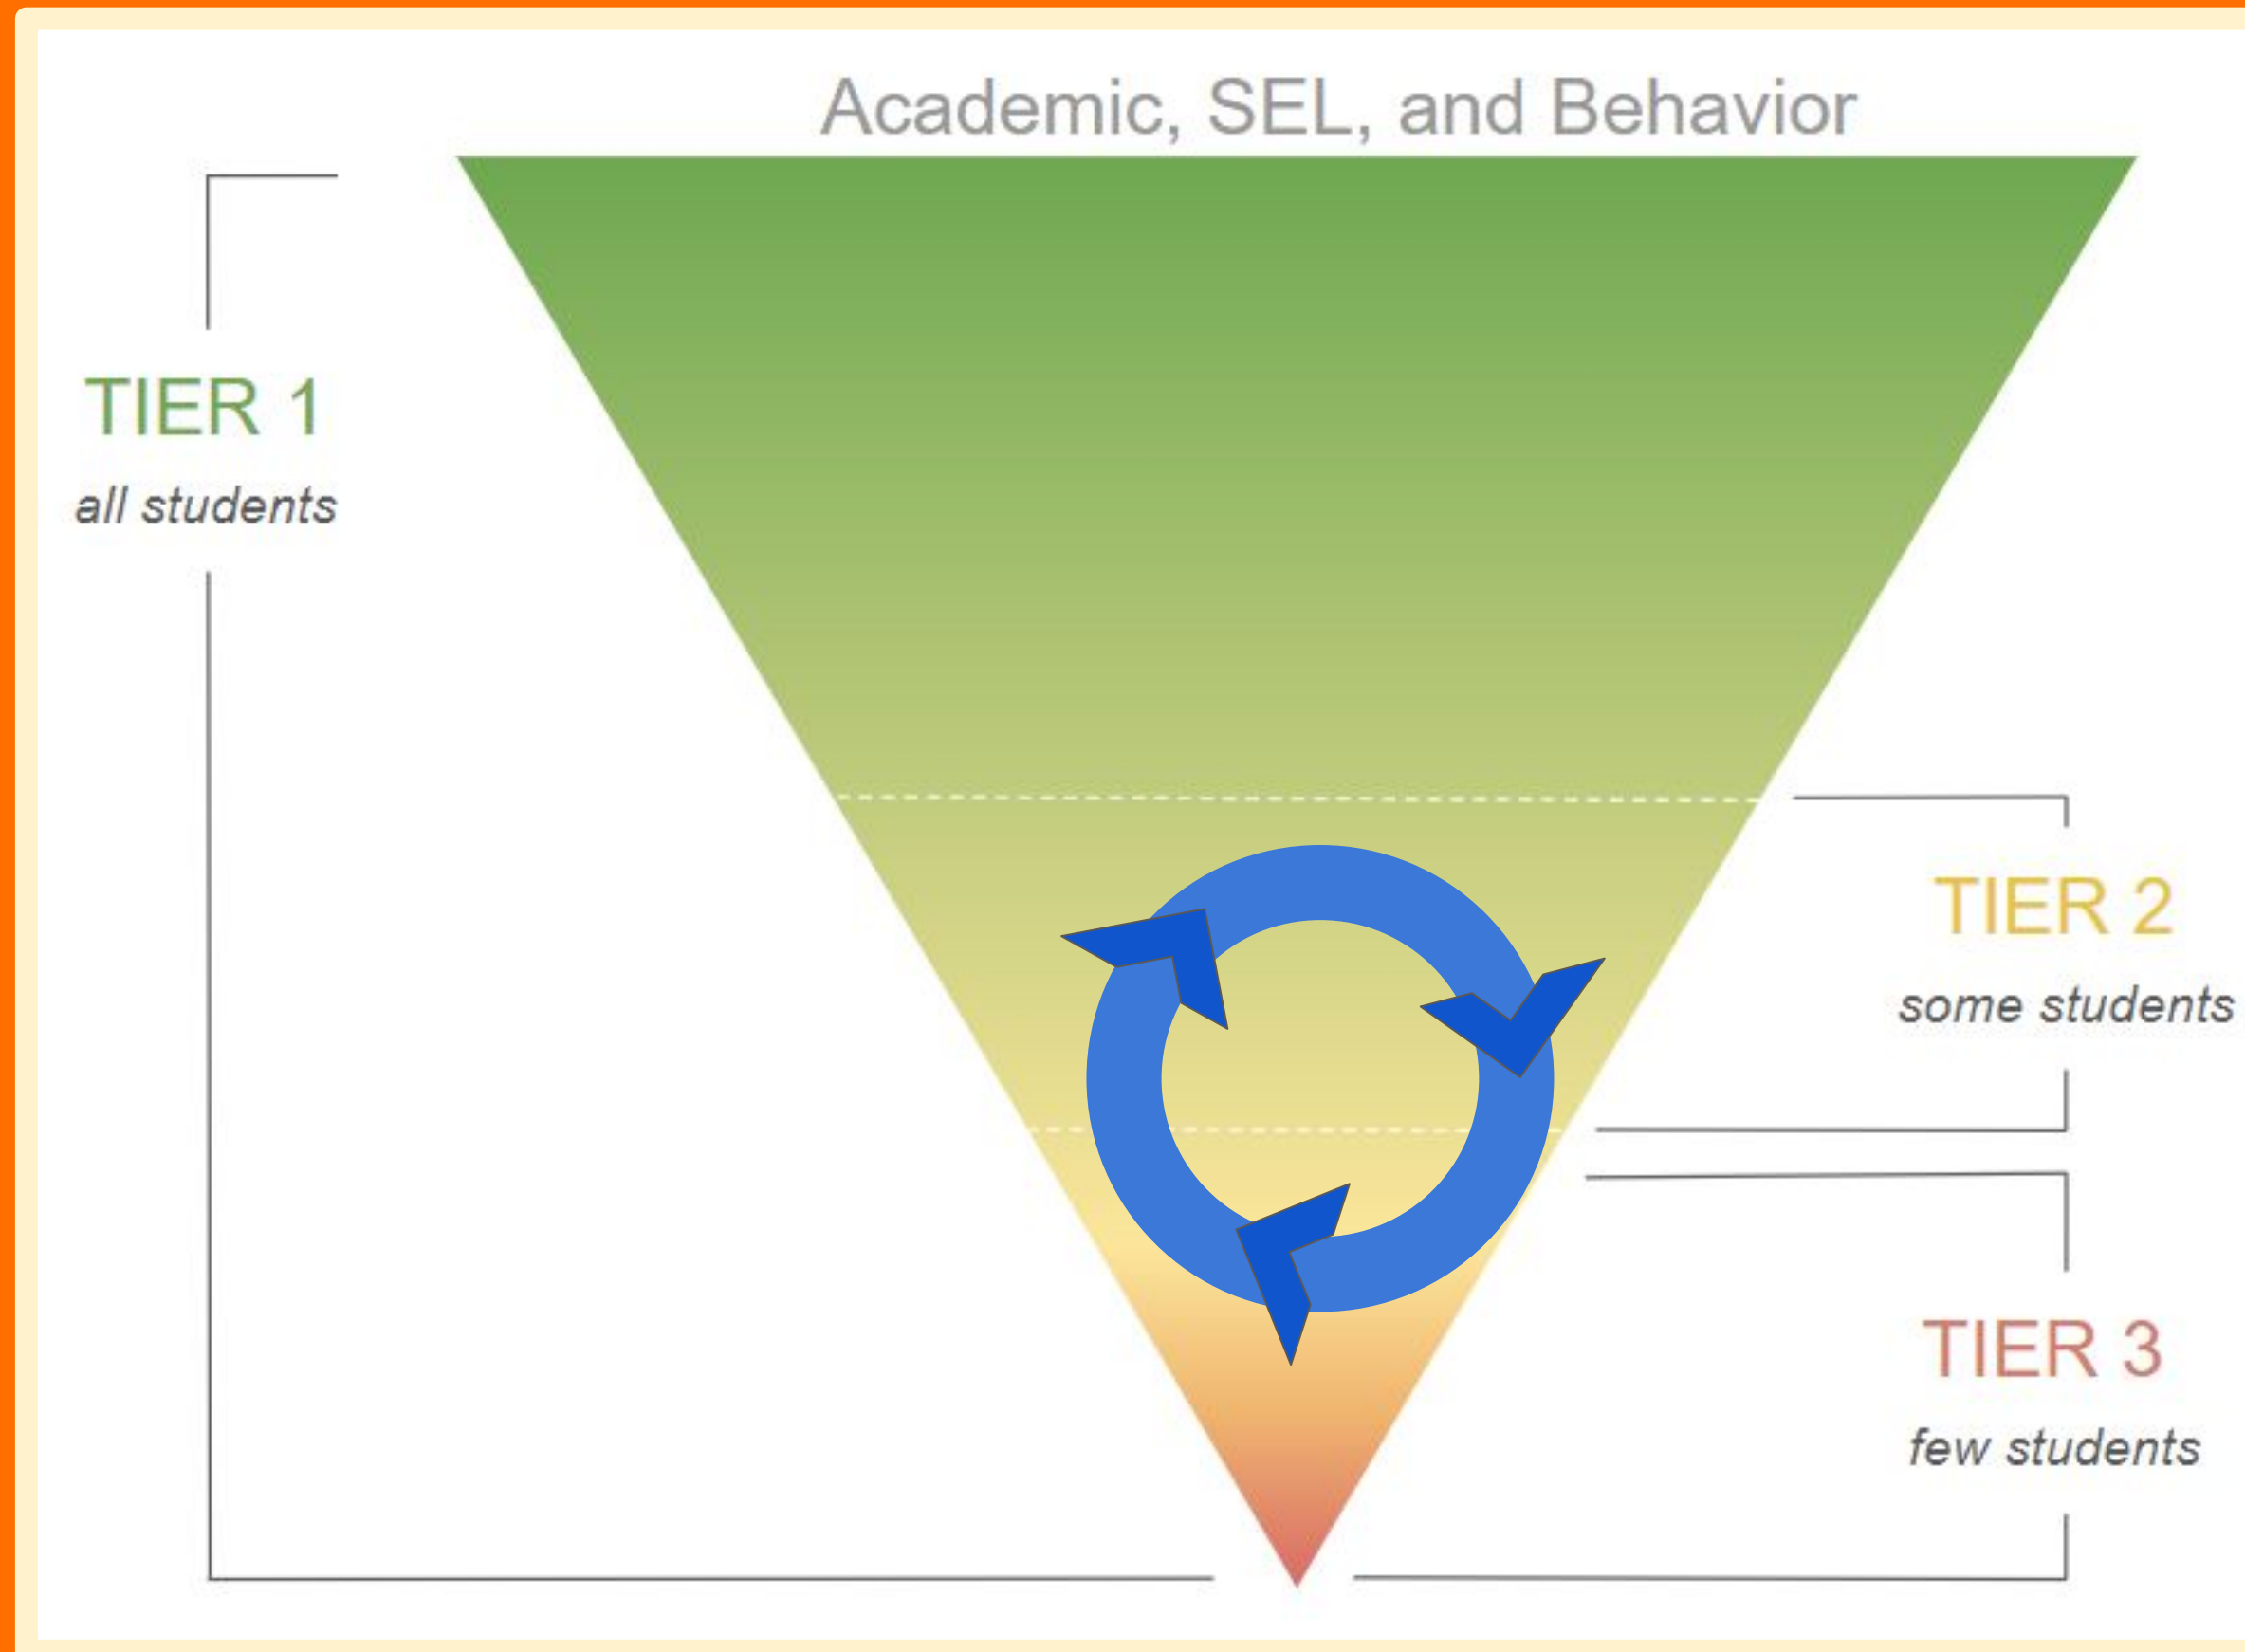 Academic, SEL, and Behavior
TIER 1
all students
TIER 2
some students
TIER 3
few students